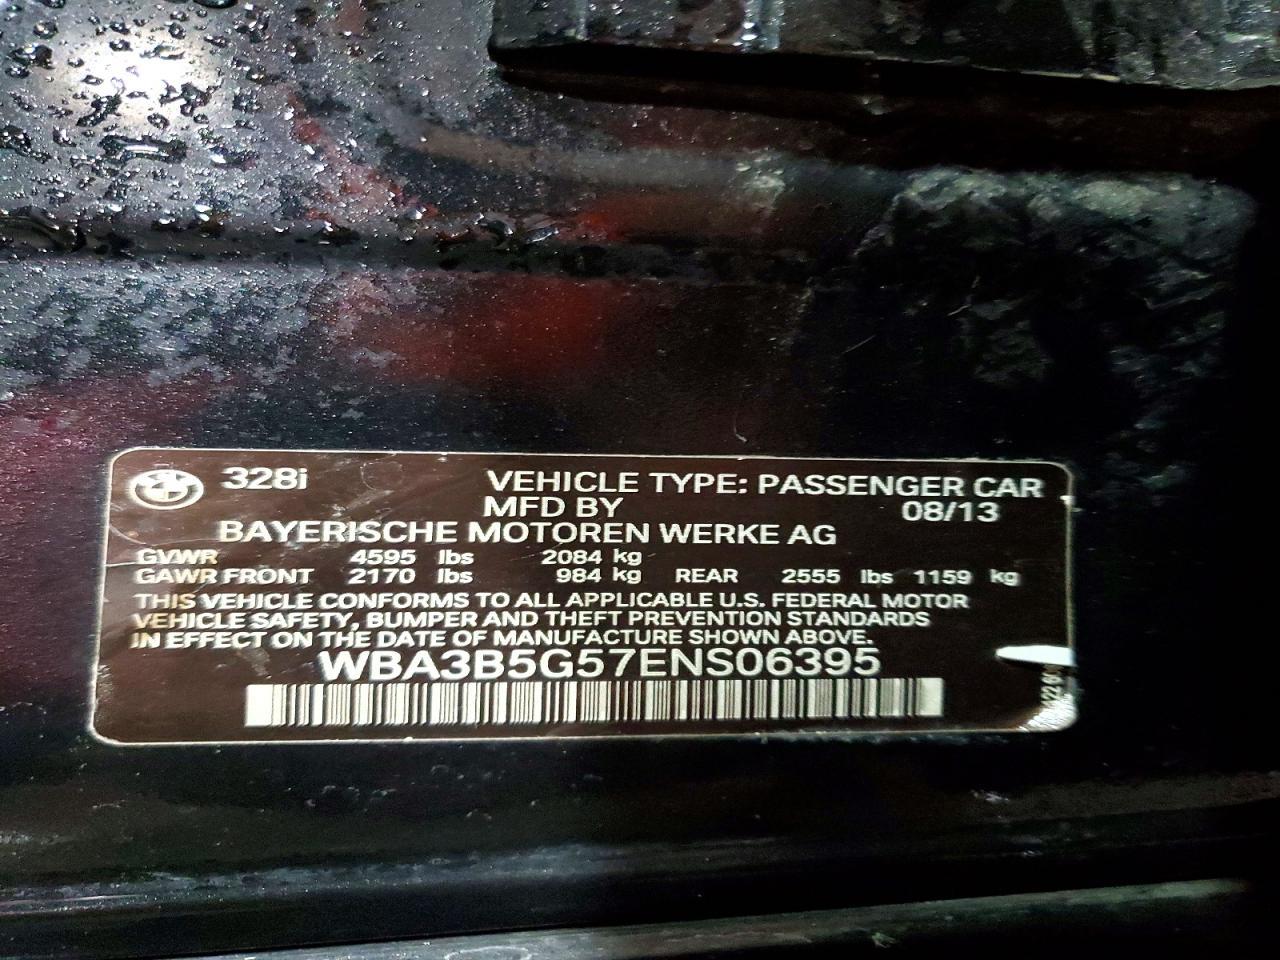 328i VEHICLE TYPE: PASSENGER CAR
MFD BY 08/13
BAYERISCHE MOTOREN WERKE AG
GVWR 4595 lbs 2084 kg
GAWR FRONT 2170 lbs 984 kg REAR 2555 lbs 1159 kg
THIS VEHICLE CONFORMS TO ALL APPLICABLE U.S. FEDERAL MOTOR
VEHICLE SAFETY, BUMPER AND THEFT PREVENTION STANDARDS
IN EFFECT ON THE DATE OF MANUFACTURE SHOWN ABOVE.
WBA3B5G57ENS06395